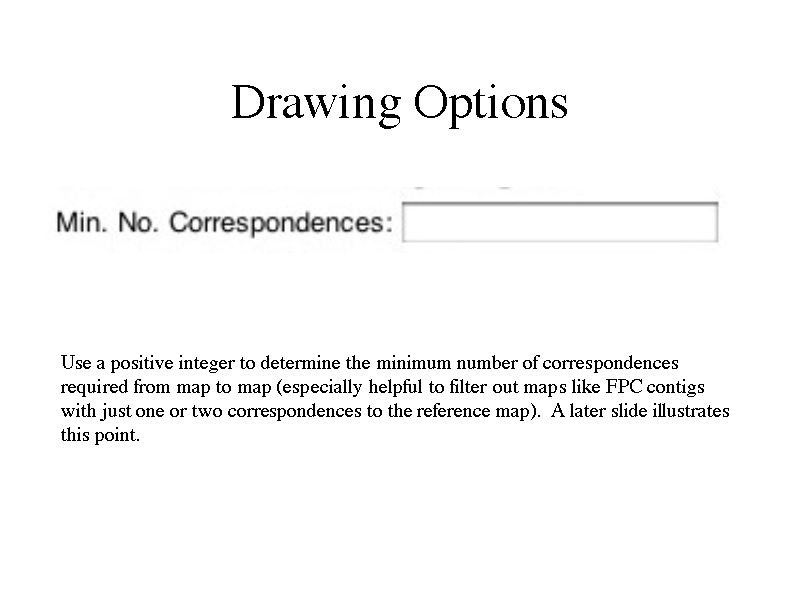 Drawing Options
Min. No. Correspondences:
Use a positive integer to determine the minimum number of correspondences
required from map to map (especially helpful to filter out maps like FPC contigs
with just one or two correspondences to the reference map).  A later slide illustrates
this point.